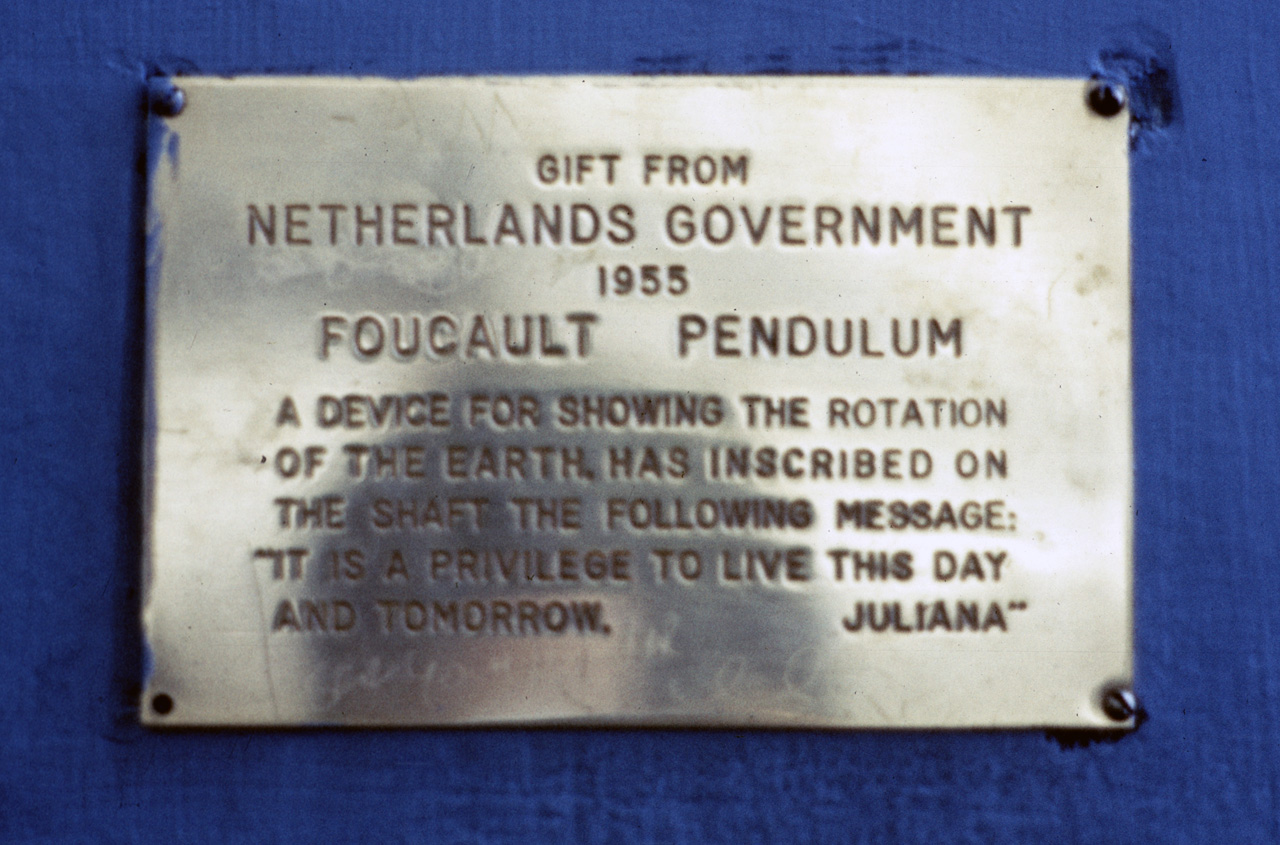 GIFT FROM
NETHERLANDS GOVERNMENT
1955
FOUCAULT PENDULUM
A DEVICE FOR SHOWING THE ROTATION
OF THE EARTH, HAS INSCRIBED ON
THE SHAFT THE FOLLOWING MESSAGE:
"IT IS A PRIVILEGE TO LIVE THIS DAY
AND TOMORROW. JULIANA"